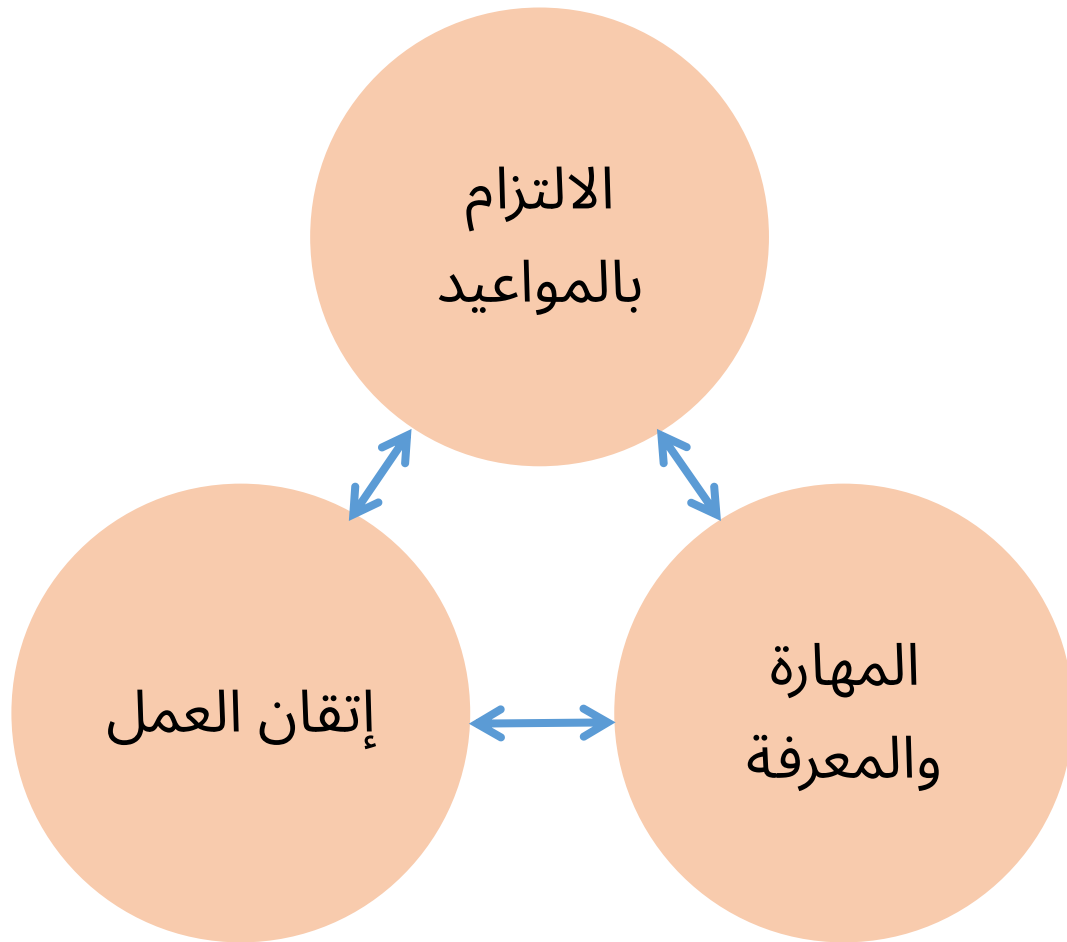 الالتزام
بالمواعيد
المهارة
والمعرفة
إتقان العمل